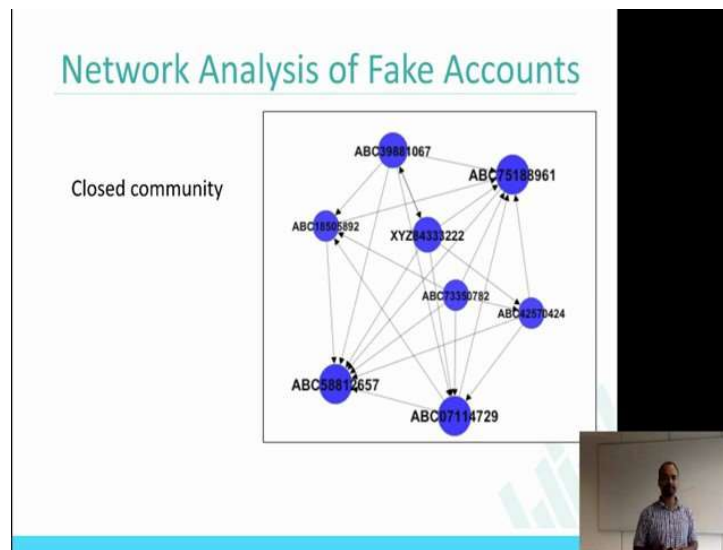 Network Analysis of Fake Accounts
Closed community
ABC39881067
ABC75188961
ABC18505892
XYZ84333222
ABC73350782
ABC42570424
ABC58812657
ABC07114729